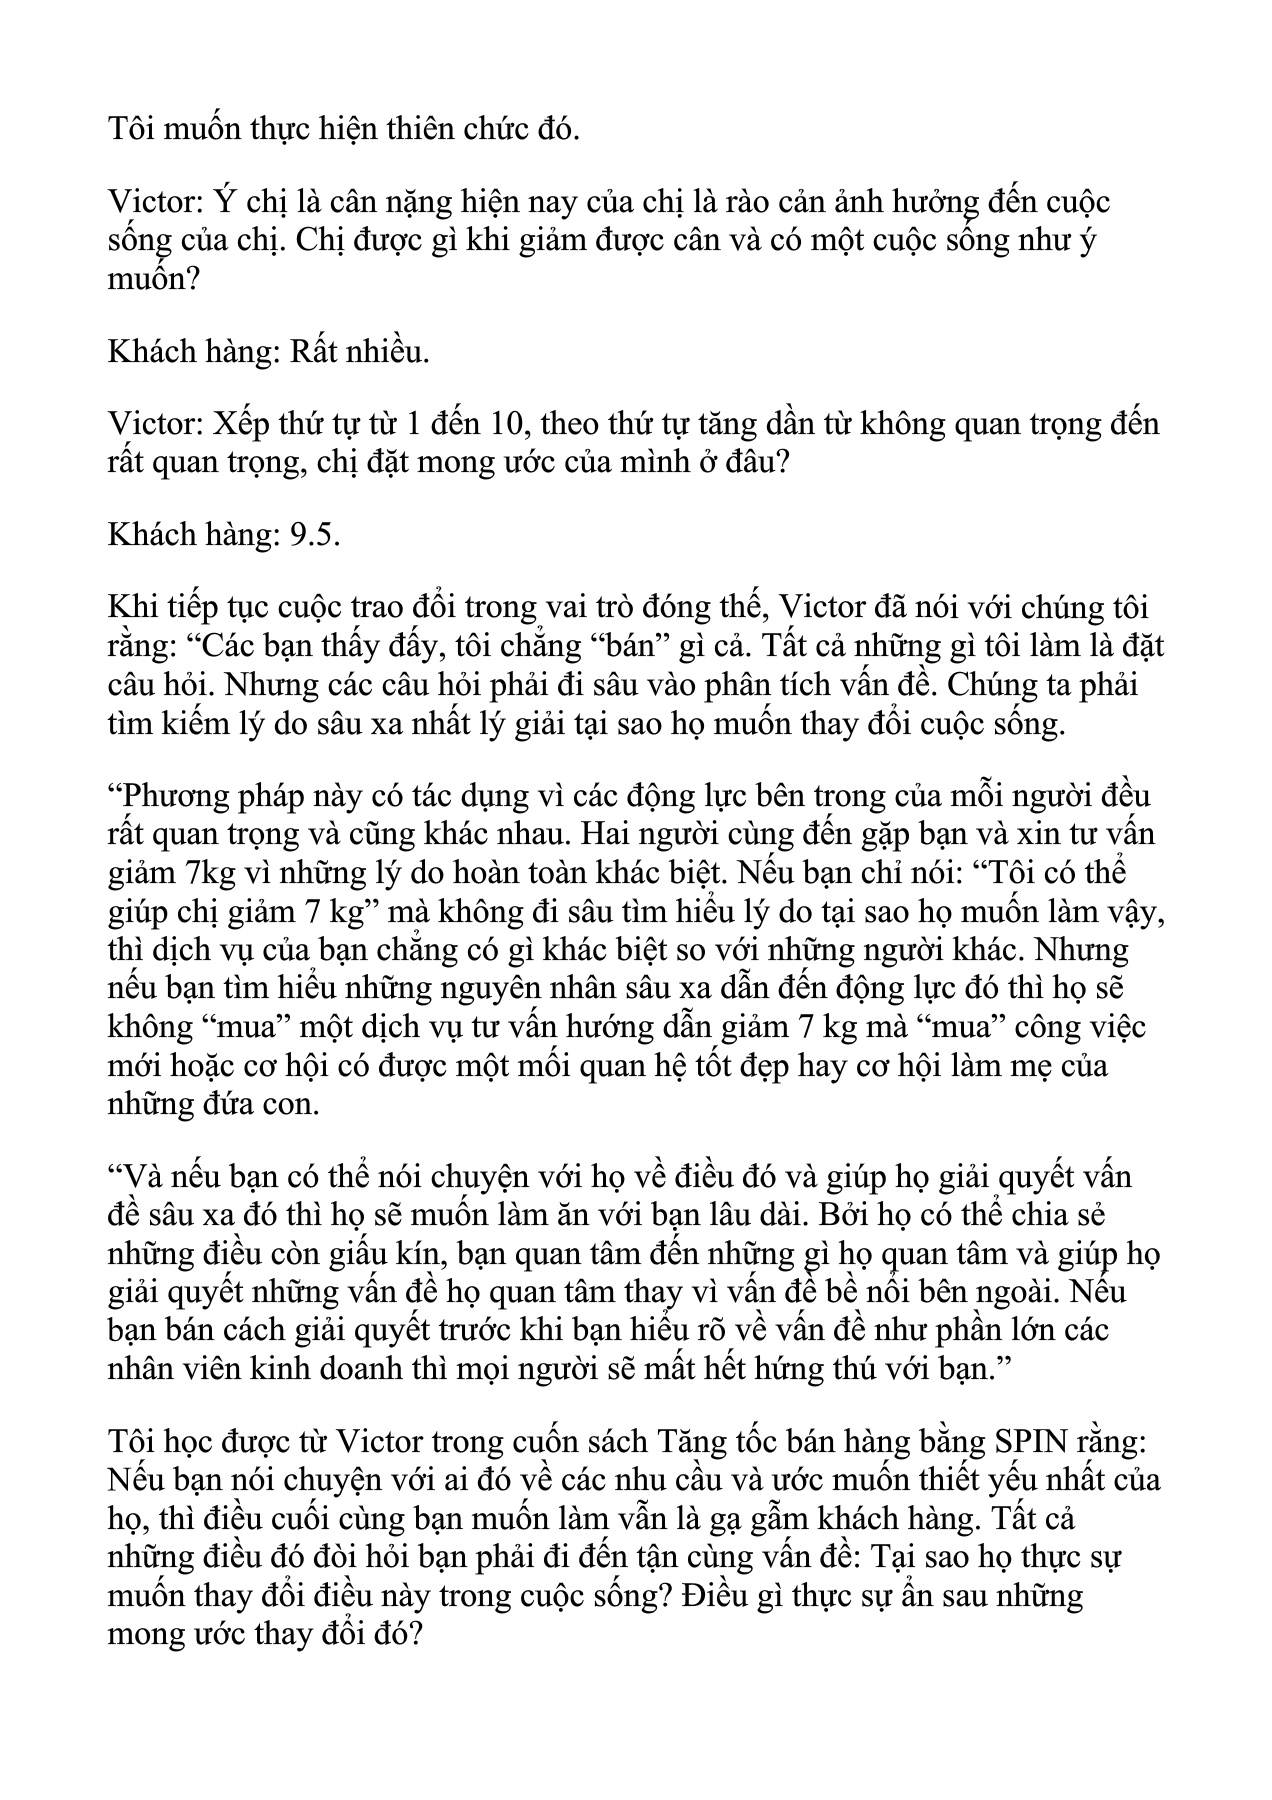 Tôi muốn thực hiện thiên chức đó.
Victor: Ý chị là cân nặng hiện nay của chị là rào cản ảnh hưởng đến cuộc
sống của chị. Chị được gì khi giảm được cân và có một cuộc sống như ý
muốn?
Khách hàng: Rất nhiều.
Victor: Xếp thứ tự từ 1 đến 10, theo thứ tự tăng dần từ không quan trọng đến
rất quan trọng, chị đặt mong ước của mình ở đâu?
Khách hàng: 9.5.
Khi tiếp tục cuộc trao đổi trong vai trò đóng thế, Victor đã nói với chúng tôi
rằng: “Các bạn thấy đấy, tôi chẳng “bán” gì cả. Tất cả những gì tôi làm là đặt
câu hỏi. Nhưng các câu hỏi phải đi sâu vào phân tích vấn đề. Chúng ta phải
tìm kiếm lý do sâu xa nhất lý giải tại sao họ muốn thay đổi cuộc sống.
“Phương pháp này có tác dụng vì các động lực bên trong của mỗi người đều
rất quan trọng và cũng khác nhau. Hai người cùng đến gặp bạn và xin tư vấn
giảm 7kg vì những lý do hoàn toàn khác biệt. Nếu bạn chỉ nói: “Tôi có thể
giúp chị giảm 7 kg” mà không đi sâu tìm hiểu lý do tại sao họ muốn làm vậy,
thì dịch vụ của bạn chẳng có gì khác biệt so với những người khác. Nhưng
nếu bạn tìm hiểu những nguyên nhân sâu xa dẫn đến động lực đó thì họ sẽ
không “mua” một dịch vụ tư vấn hướng dẫn giảm 7 kg mà “mua” công việc
mới hoặc cơ hội có được một mối quan hệ tốt đẹp hay cơ hội làm mẹ của
những đứa con.
“Và nếu bạn có thể nói chuyện với họ về điều đó và giúp họ giải quyết vấn
đề sâu xa đó thì họ sẽ muốn làm ăn với bạn lâu dài. Bởi họ có thể chia sẻ
những điều còn giấu kín, bạn quan tâm đến những gì họ quan tâm và giúp họ
giải quyết những vấn đề họ quan tâm thay vì vấn đề bề nổi bên ngoài. Nếu
bạn bán cách giải quyết trước khi bạn hiểu rõ về vấn đề như phần lớn các
nhân viên kinh doanh thì mọi người sẽ mất hết hứng thú với bạn.”
Tôi học được từ Victor trong cuốn sách Tăng tốc bán hàng bằng SPIN rằng:
Nếu bạn nói chuyện với ai đó về các nhu cầu và ước muốn thiết yếu nhất của
họ, thì điều cuối cùng bạn muốn làm vẫn là gạ gẫm khách hàng. Tất cả
những điều đó đòi hỏi bạn phải đi đến tận cùng vấn đề: Tại sao họ thực sự
muốn thay đổi điều này trong cuộc sống? Điều gì thực sự ẩn sau những
mong ước thay đổi đó?